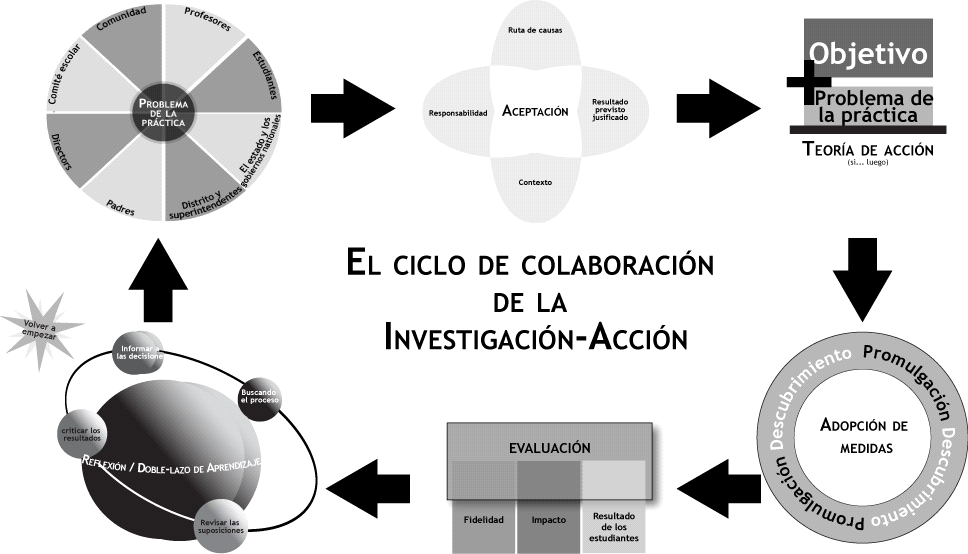 Comunidad
Profesores
Estudiantes
El estado y los
gobiernos nationales
Distrito y
superintendentes
Padres
Directors
Comité escolar
PROBLEMA
DE LA
PRÁCTICA
Ruta de causas
Responsabilidad
ACEPTACIÓN
Resultado
previsto
justificado
Contexto
Objetivo
+
Problema de
la práctica
TEORÍA DE ACCIÓN
(si... luego)
EL CICLO DE COLABORACIÓN
DE LA
INVESTIGACIÓN-ACCIÓN
Descubrimiento
Promulgación
Descubrimiento
Promulgación
ADOPCIÓN DE
MEDIDAS
EVALUACIÓN
Fidelidad
Impacto
Resultado
de los
estudiantes
Volver a
empezar
Informar a
las decisiones
Buscando
el proceso
criticar los
resultados
REFLEXIÓN / DOBLE-LAZO DE APRENDIZAJE
Revisar las
suposiciones